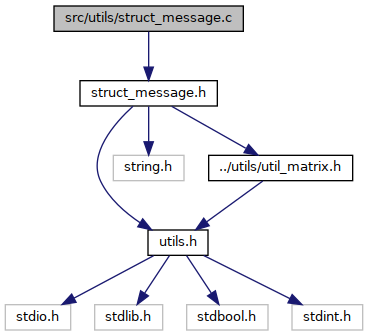 src/utils/struct_message.c
struct_message.h
string.h
../utils/util_matrix.h
utils.h
stdio.h
stdlib.h
stdbool.h
stdint.h